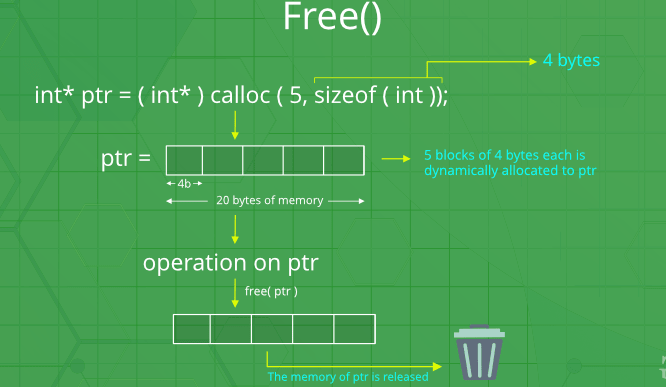 Free()
4 bytes
int* ptr = ( int* ) calloc ( 5, sizeof ( int ));
ptr =
5 blocks of 4 bytes each is
dynamically allocated to ptr
4b
20 bytes of memory
operation on ptr
free( ptr )
The memory of ptr is released